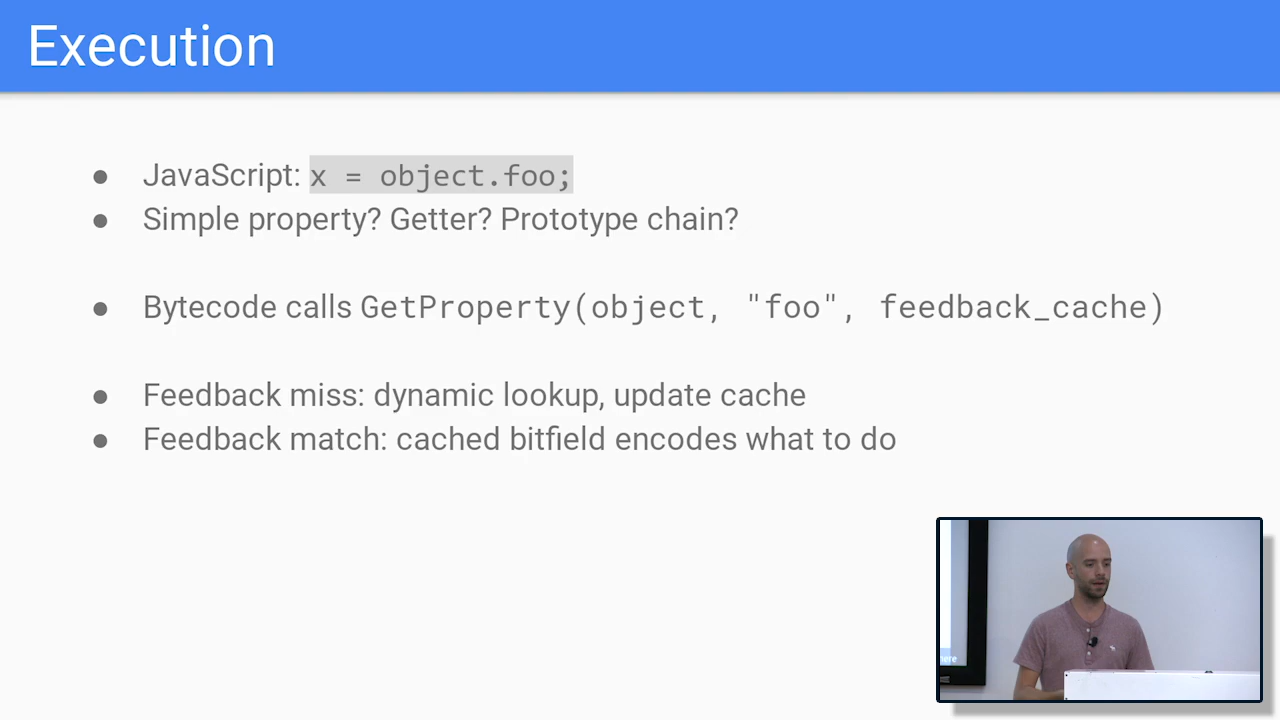 Execution
JavaScript: x = object.foo;
Simple property? Getter? Prototype chain?
Bytecode calls GetProperty(object, "foo", feedback_cache)
Feedback miss: dynamic lookup, update cache
Feedback match: cached bitfield encodes what to do